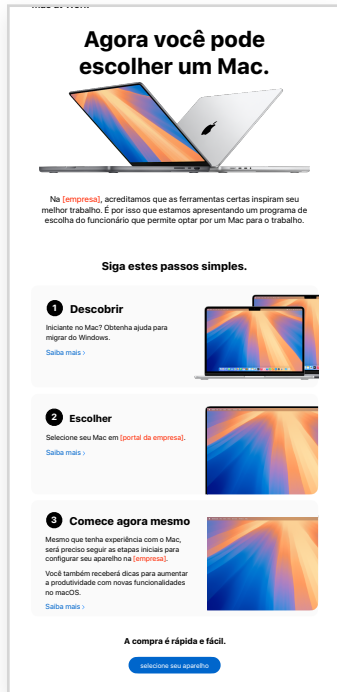 Agora você pode
escolher um Mac.
Na [empresa], acreditamos que as ferramentas certas inspiram seu
melhor trabalho. É por isso que estamos apresentando um programa de
escolha do funcionário que permite optar por um Mac para o trabalho.
Siga estes passos simples.
1 Descobrir
Iniciante no Mac? Obtenha ajuda para
migrar do Windows.
Saiba mais ›
2 Escolher
Selecione seu Mac em [portal da empresa].
Saiba mais ›
3 Comece agora mesmo
Mesmo que tenha experiência com o Mac,
será preciso seguir as etapas iniciais para
configurar seu aparelho na [empresa].
Você também receberá dicas para aumentar
a produtividade com novas funcionalidades
no macOS.
Saiba mais ›
A compra é rápida e fácil.
selecione seu aparelho